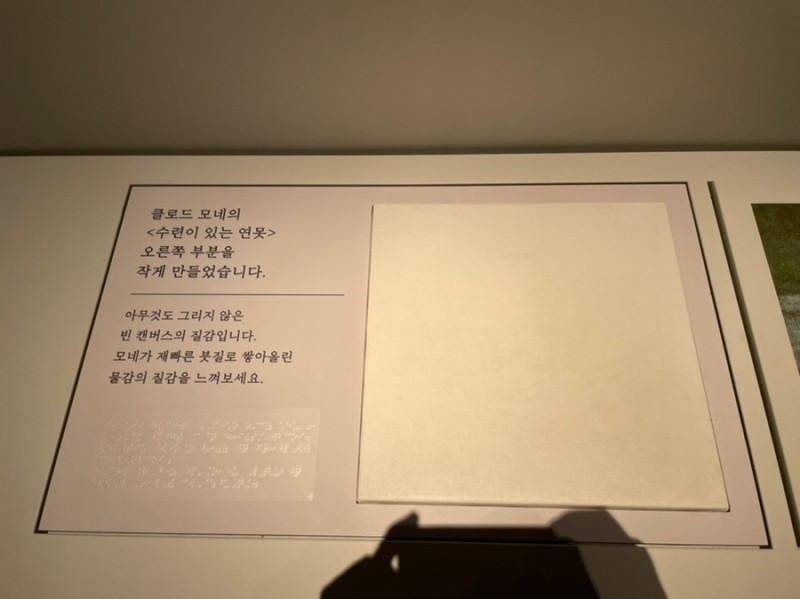 클로드 모네의
<수련이 있는 연못>
오른쪽 부분을
작게 만들었습니다.
아무것도 그리지 않은
빈 캔버스의 질감입니다.
모네가 재빠른 붓질로 쌓아올린
물감의 질감을 느껴보세요.